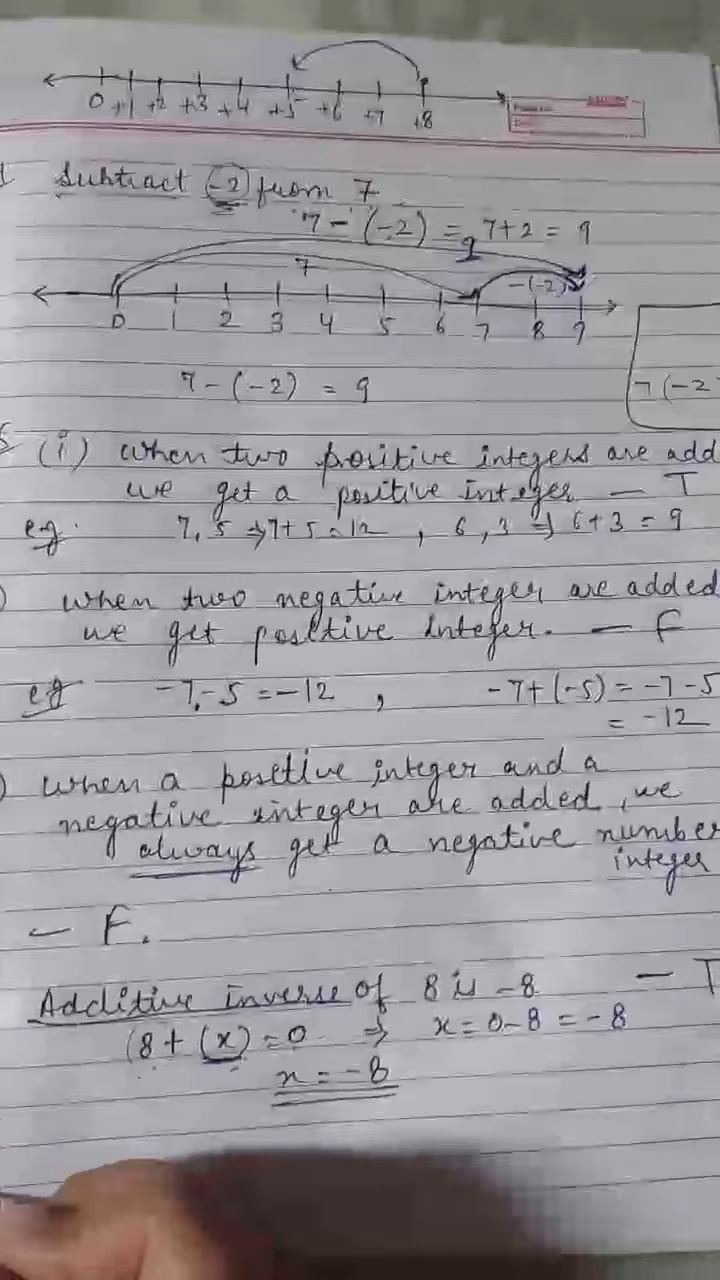 0 +1 +2 +3 +4 +5 +6 +7 +8
Subtract (-2) from 7
7 - (-2) = 7+2 = 9
9
7 -(-2)
0 1 2 3 4 5 6 7 8 9
7 - (-2) = 9
7 (-2
(i) when two positive integers are add
we get a positive integer — T
eg. 7, 5 ⇒ 7+5 = 12 , 6, 3 ⇒ 6+3 = 9
when two negative integer are added
we get positive integer. — F
eg -7,-5 = -12 , -7+(-5) = -7-5
= -12
when a positive integer and a
negative integer are added, we
always get a negative number
integer
— F.
Additive inverse of 8 is -8 — T
(8 + (x) = 0 ⇒ x = 0-8 = -8
x = -8